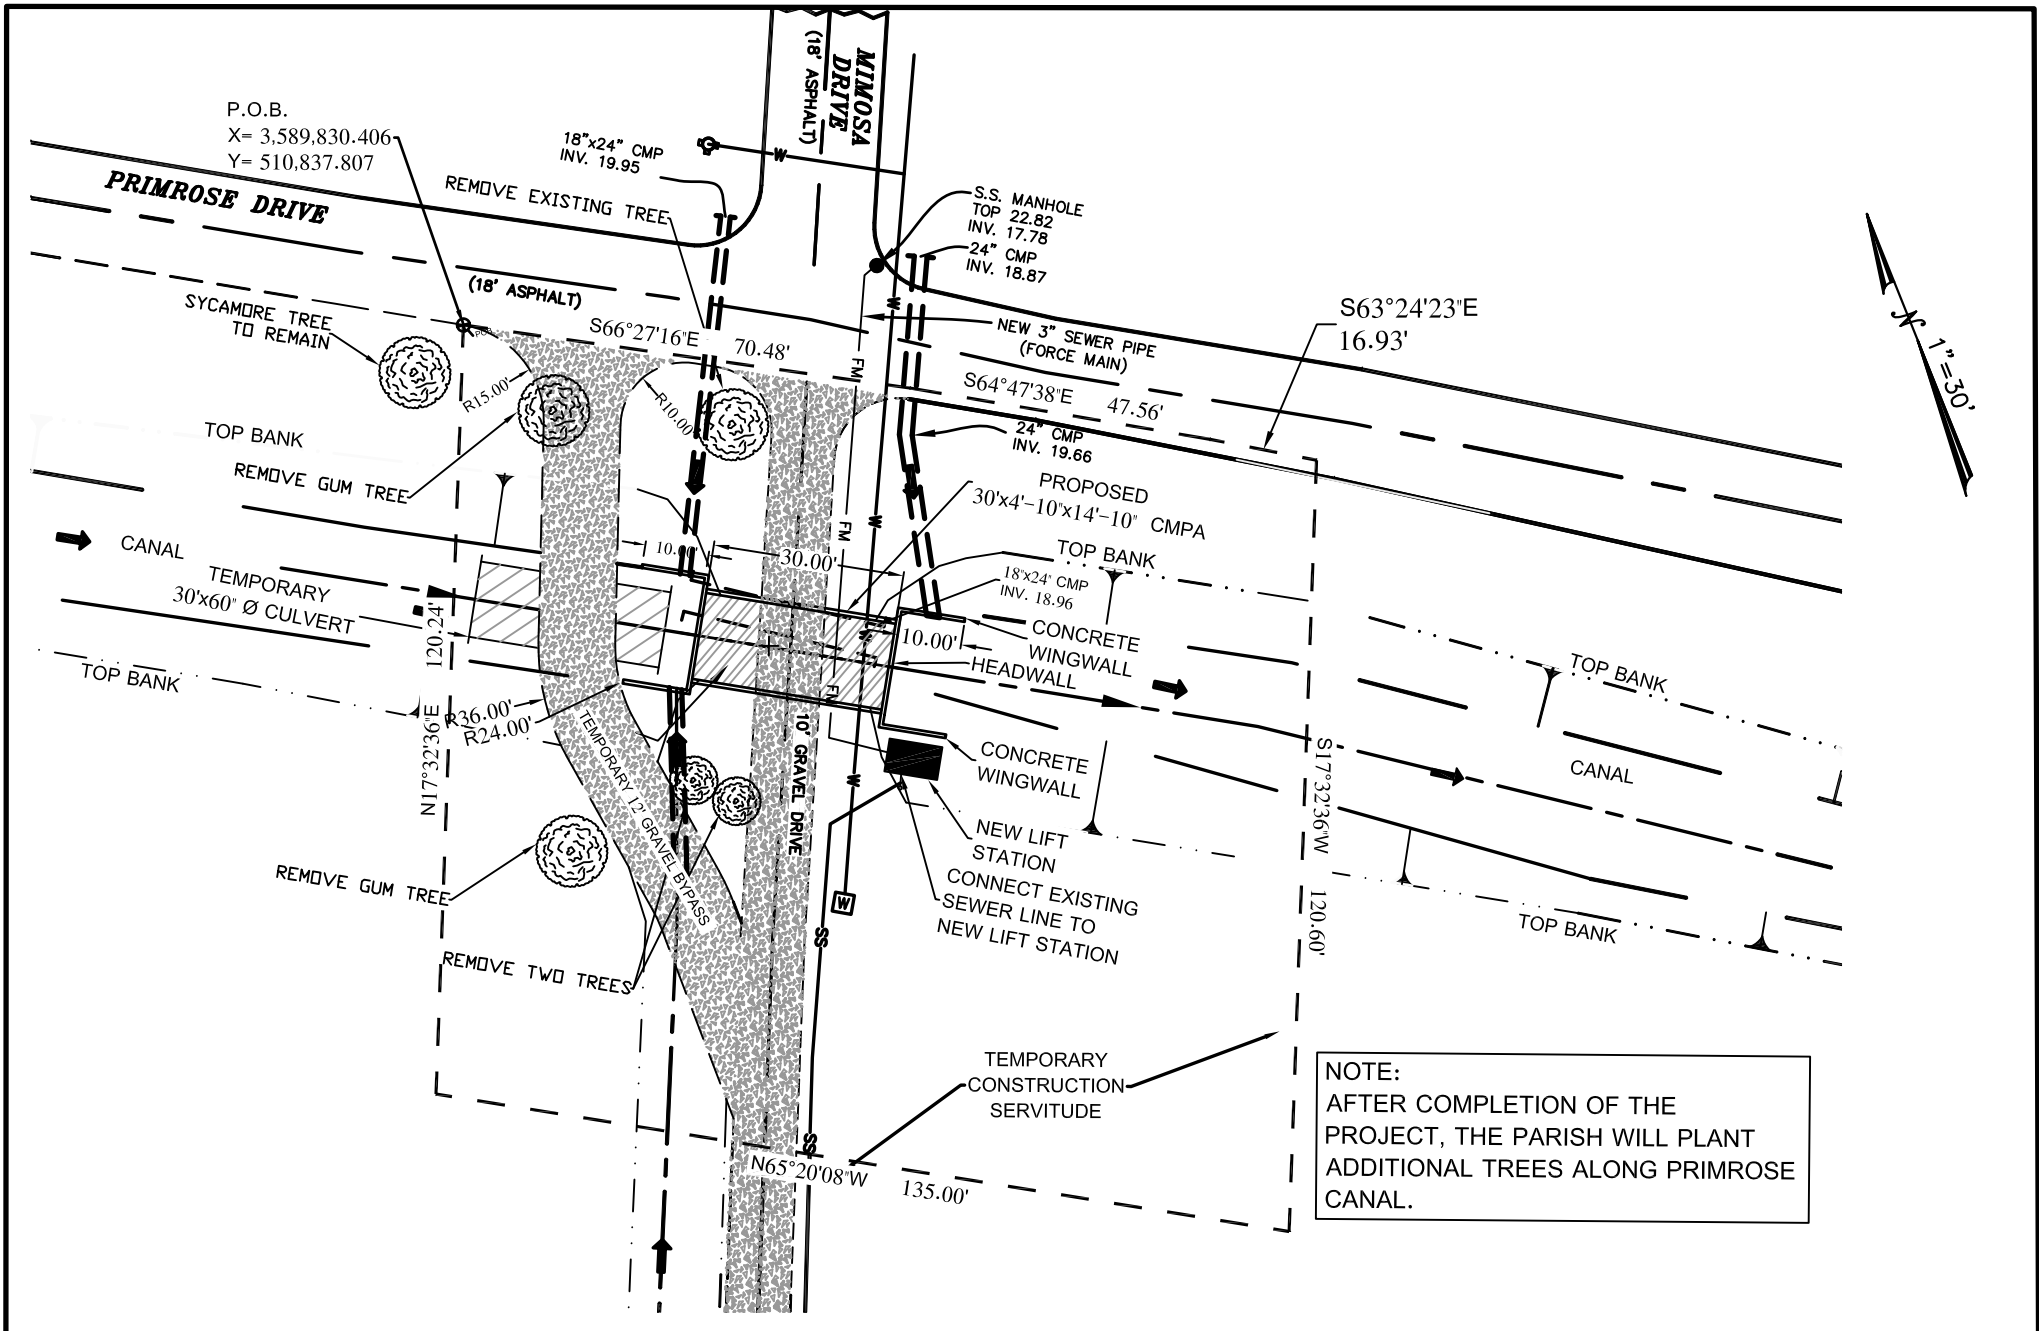 MIMOSA
DRIVE
(18' ASPHALT)
P.O.B.
X= 3,589,830.406
Y= 510,837.807
18"x24" CMP
INV. 19.95
W
PRIMROSE DRIVE
REMOVE EXISTING TREE
S.S. MANHOLE
TOP 22.82
INV. 17.78
24" CMP
INV. 18.87
N 1"=30'
(18' ASPHALT)
SYCAMORE TREE
TO REMAIN
S66°27'16"E 70.48'
W
NEW 3" SEWER PIPE
(FORCE MAIN)
S63°24'23"E
16.93'
FM
S64°47'38"E 47.56'
R15.00'
R10.00'
TOP BANK
24" CMP
INV. 19.66
REMOVE GUM TREE
PROPOSED
30'x4'-10"x14'-10" CMPA
FM
W
CANAL
10.00'
30.00'
TOP BANK
TEMPORARY
30'x60" Ø CULVERT
18"x24' CMP
INV. 18.96
120.24'
10.00'
CONCRETE
WINGWALL
HEADWALL
TOP BANK
TOP BANK
FM
R36.00'
R24.00'
N17°32'36"E
TEMPORARY 12' GRAVEL BYPASS
10' GRAVEL DRIVE
W
CONCRETE
WINGWALL
S17°32'36"W 120.60'
CANAL
NEW LIFT
STATION
REMOVE GUM TREE
CONNECT EXISTING
SEWER LINE TO
NEW LIFT STATION
W
SS
TOP BANK
REMOVE TWO TREES
TEMPORARY
CONSTRUCTION
SERVITUDE
SS
N65°20'08"W 135.00'
NOTE:
AFTER COMPLETION OF THE
PROJECT, THE PARISH WILL PLANT
ADDITIONAL TREES ALONG PRIMROSE
CANAL.